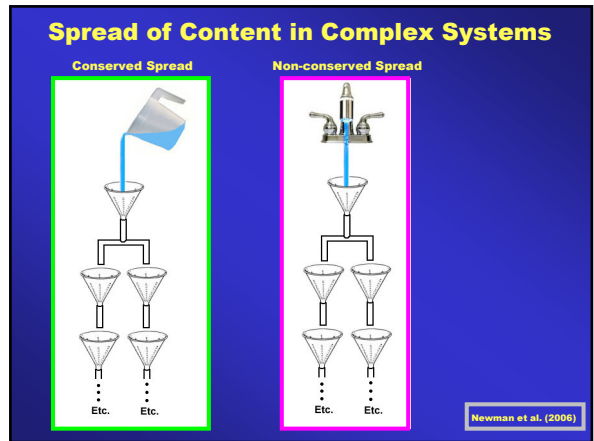 Spread of Content in Complex Systems
Conserved Spread
Non-conserved Spread
Etc.
Etc.
Etc.
Etc.
Newman et al. (2006)